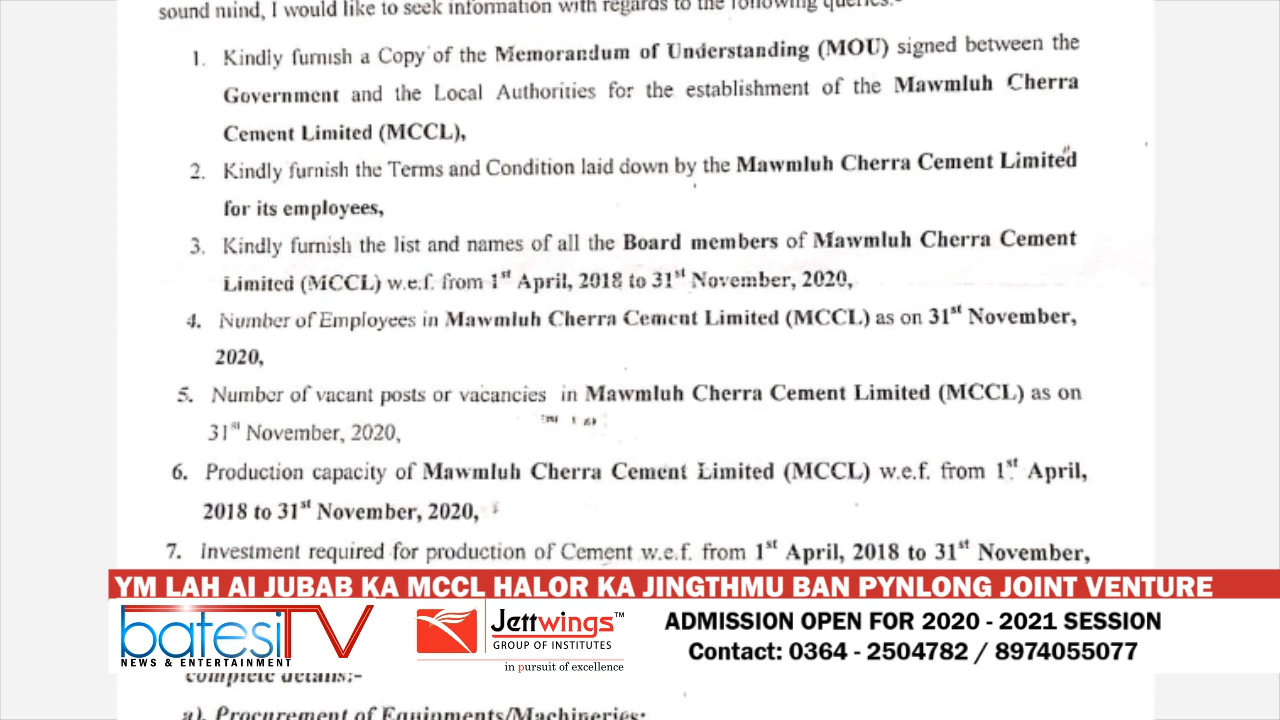 sound mind, I would like to seek information with regards to the following queries:-
1. Kindly furnish a Copy of the Memorandum of Understanding (MOU) signed between the
Government and the Local Authorities for the establishment of the Mawmluh Cherra
Cement Limited (MCCL),
2. Kindly furnish the Terms and Condition laid down by the Mawmluh Cherra Cement Limited
for its employees,
3. Kindly furnish the list and names of all the Board members of Mawmluh Cherra Cement
Limited (MCCL) w.e.f. from 1st April, 2018 to 31st November, 2020,
4. Number of Employees in Mawmluh Cherra Cement Limited (MCCL) as on 31st November,
2020,
5. Number of vacant posts or vacancies in Mawmluh Cherra Cement Limited (MCCL) as on
31st November, 2020,
6. Production capacity of Mawmluh Cherra Cement Limited (MCCL) w.e.f. from 1st April,
2018 to 31st November, 2020,
7. Investment required for production of Cement w.e.f. from 1st April, 2018 to 31st November,
YM LAH AI JUBAB KA MCCL HALOR KA JINGTHMU BAN PYNLONG JOINT VENTURE
batesi TV
NEWS & ENTERTAINMENT
Jettwings™
GROUP OF INSTITUTES
in pursuit of excellence
ADMISSION OPEN FOR 2020 - 2021 SESSION
Contact: 0364 - 2504782 / 8974055077
complete details:-
a). Procurement of Equipments/Machineries: